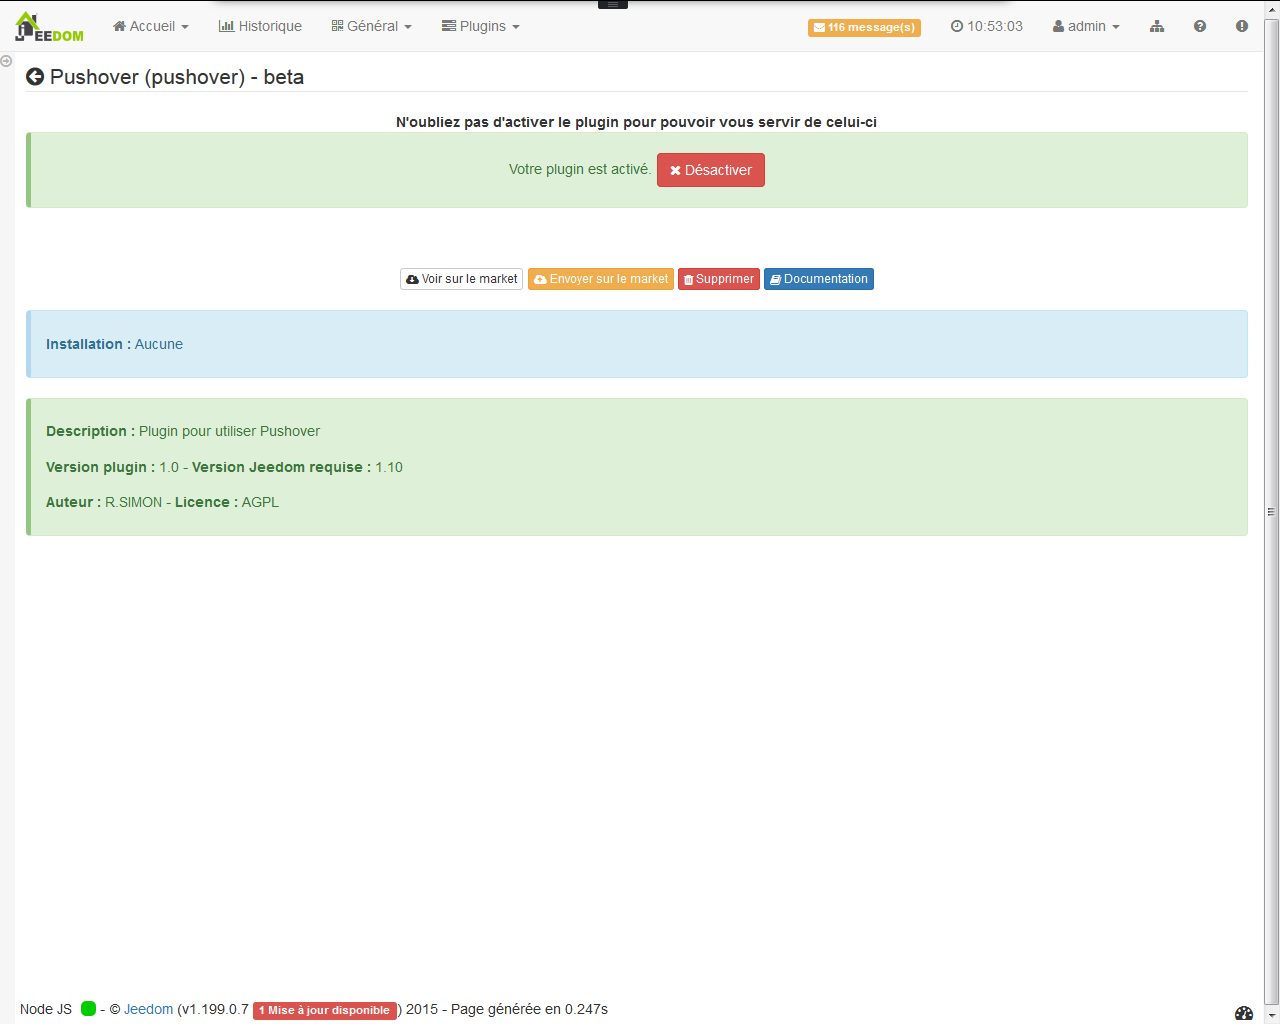 JEEDOM Accueil Historique Général Plugins 116 message(s) 10:53:03 admin
Pushover (pushover) - beta
N'oubliez pas d'activer le plugin pour pouvoir vous servir de celui-ci
Votre plugin est activé. Désactiver
Voir sur le market Envoyer sur le market Supprimer Documentation
Installation : Aucune
Description : Plugin pour utiliser Pushover
Version plugin : 1.0 - Version Jeedom requise : 1.10
Auteur : R.SIMON - Licence : AGPL
Node JS - © Jeedom (v1.199.0.7 1 Mise à jour disponible ) 2015 - Page générée en 0.247s